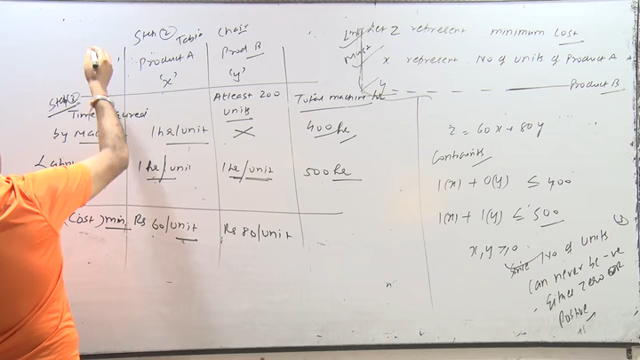 Step ②
Table Chair
Product A Prod B
'x' 'y'
Step ①
Atleast 200 units
Total machine hr
Time
by 1 hr/unit × 400 hr
1 hr/unit 1 hr/unit 500 hr
(Cost) min Rs 60/unit Rs 80/unit
let Z represent minimum Cost
x represent No of units of Product A
y — Product B
z = 60x + 80y
1(x) + 0(y) ≤ 400
1(x) + 1(y) ≤ 500
x, y ≥ 0
No of units
Can never be -ve
Either zero or
Positive